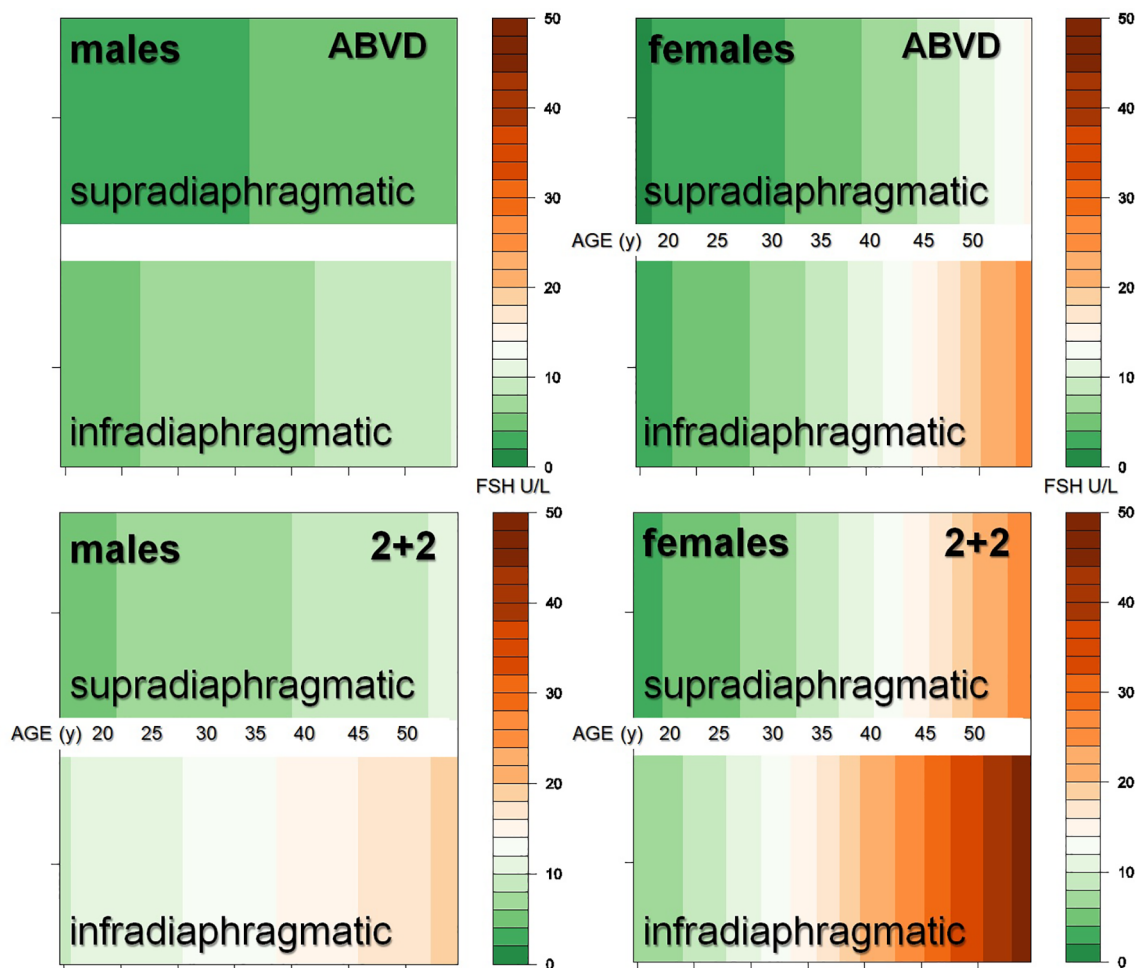 males ABVD
supradiaphragmatic
infradiaphragmatic
50
40
30
20
10
0
FSH U/L
females ABVD
supradiaphragmatic
AGE (y) 20 25 30 35 40 45 50
infradiaphragmatic
50
40
30
20
10
0
FSH U/L
males 2+2
supradiaphragmatic
AGE (y) 20 25 30 35 40 45 50
infradiaphragmatic
50
40
30
20
10
0
females 2+2
supradiaphragmatic
AGE (y) 20 25 30 35 40 45 50
infradiaphragmatic
50
40
30
20
10
0